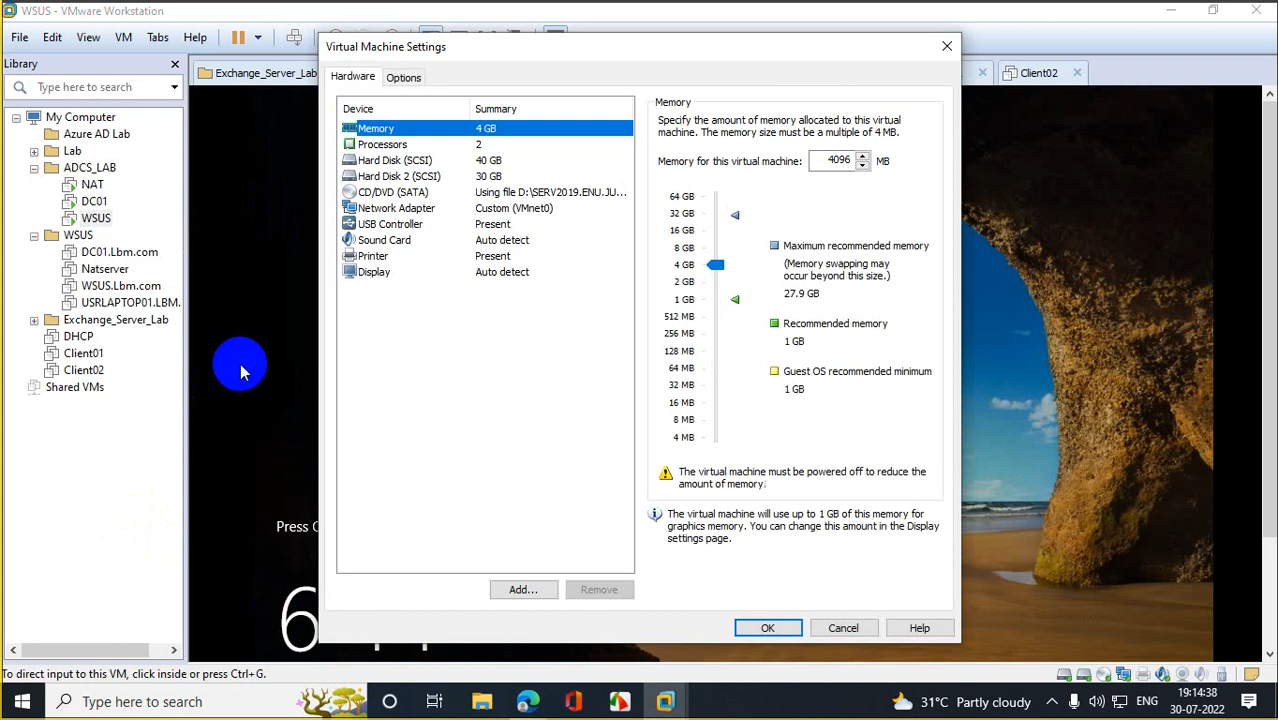 WSUS - VMware Workstation
File Edit View VM Tabs Help
Library
Type here to search
My Computer
Azure AD Lab
Lab
ADCS_LAB
NAT
DC01
WSUS
WSUS
DC01.Lbm.com
Natserver
WSUS.Lbm.com
USRLAPTOP01.LBM.
Exchange_Server_Lab
DHCP
Client01
Client02
Shared VMs
Exchange_Server_Lab
Client02
Press C
6
Virtual Machine Settings
Hardware Options
Device Summary
Memory 4 GB
Processors 2
Hard Disk (SCSI) 40 GB
Hard Disk 2 (SCSI) 30 GB
CD/DVD (SATA) Using file D:\SERV2019.ENU.JU...
Network Adapter Custom (VMnet0)
USB Controller Present
Sound Card Auto detect
Printer Present
Display Auto detect
Add... Remove
Memory
Specify the amount of memory allocated to this virtual
machine. The memory size must be a multiple of 4 MB.
Memory for this virtual machine: 4096 MB
64 GB
32 GB
16 GB
8 GB
4 GB
2 GB
1 GB
512 MB
256 MB
128 MB
64 MB
32 MB
16 MB
8 MB
4 MB
Maximum recommended memory
(Memory swapping may
occur beyond this size.)
27.9 GB
Recommended memory
1 GB
Guest OS recommended minimum
1 GB
The virtual machine must be powered off to reduce the
amount of memory.
The virtual machine will use up to 1 GB of this memory for
graphics memory. You can change this amount in the Display
settings page.
OK Cancel Help
To direct input to this VM, click inside or press Ctrl+G.
Type here to search
31°C Partly cloudy
ENG
19:14:38
30-07-2022